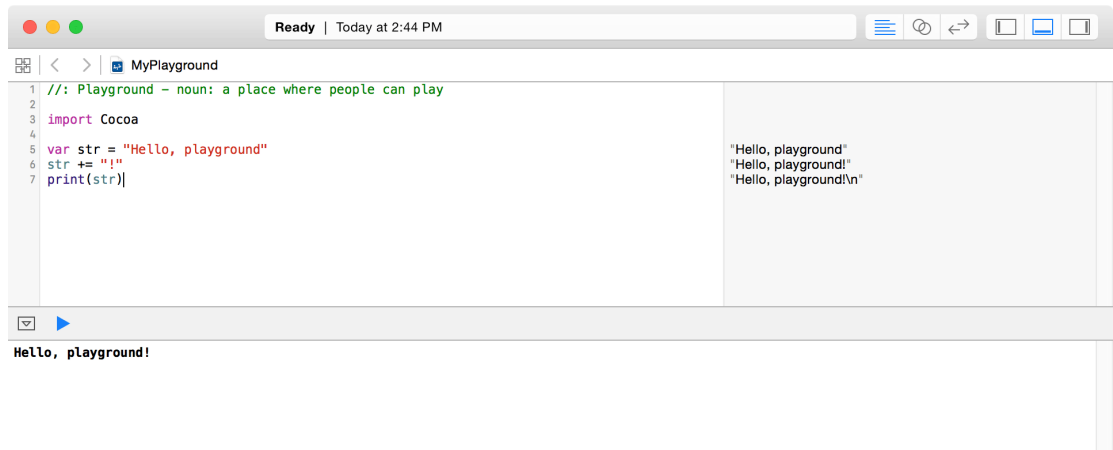 Ready | Today at 2:44 PM
MyPlayground
1 //: Playground – noun: a place where people can play
2
3 import Cocoa
4
5 var str = "Hello, playground" "Hello, playground"
6 str += "!" "Hello, playground!"
7 print(str) "Hello, playground!\n"
Hello, playground!